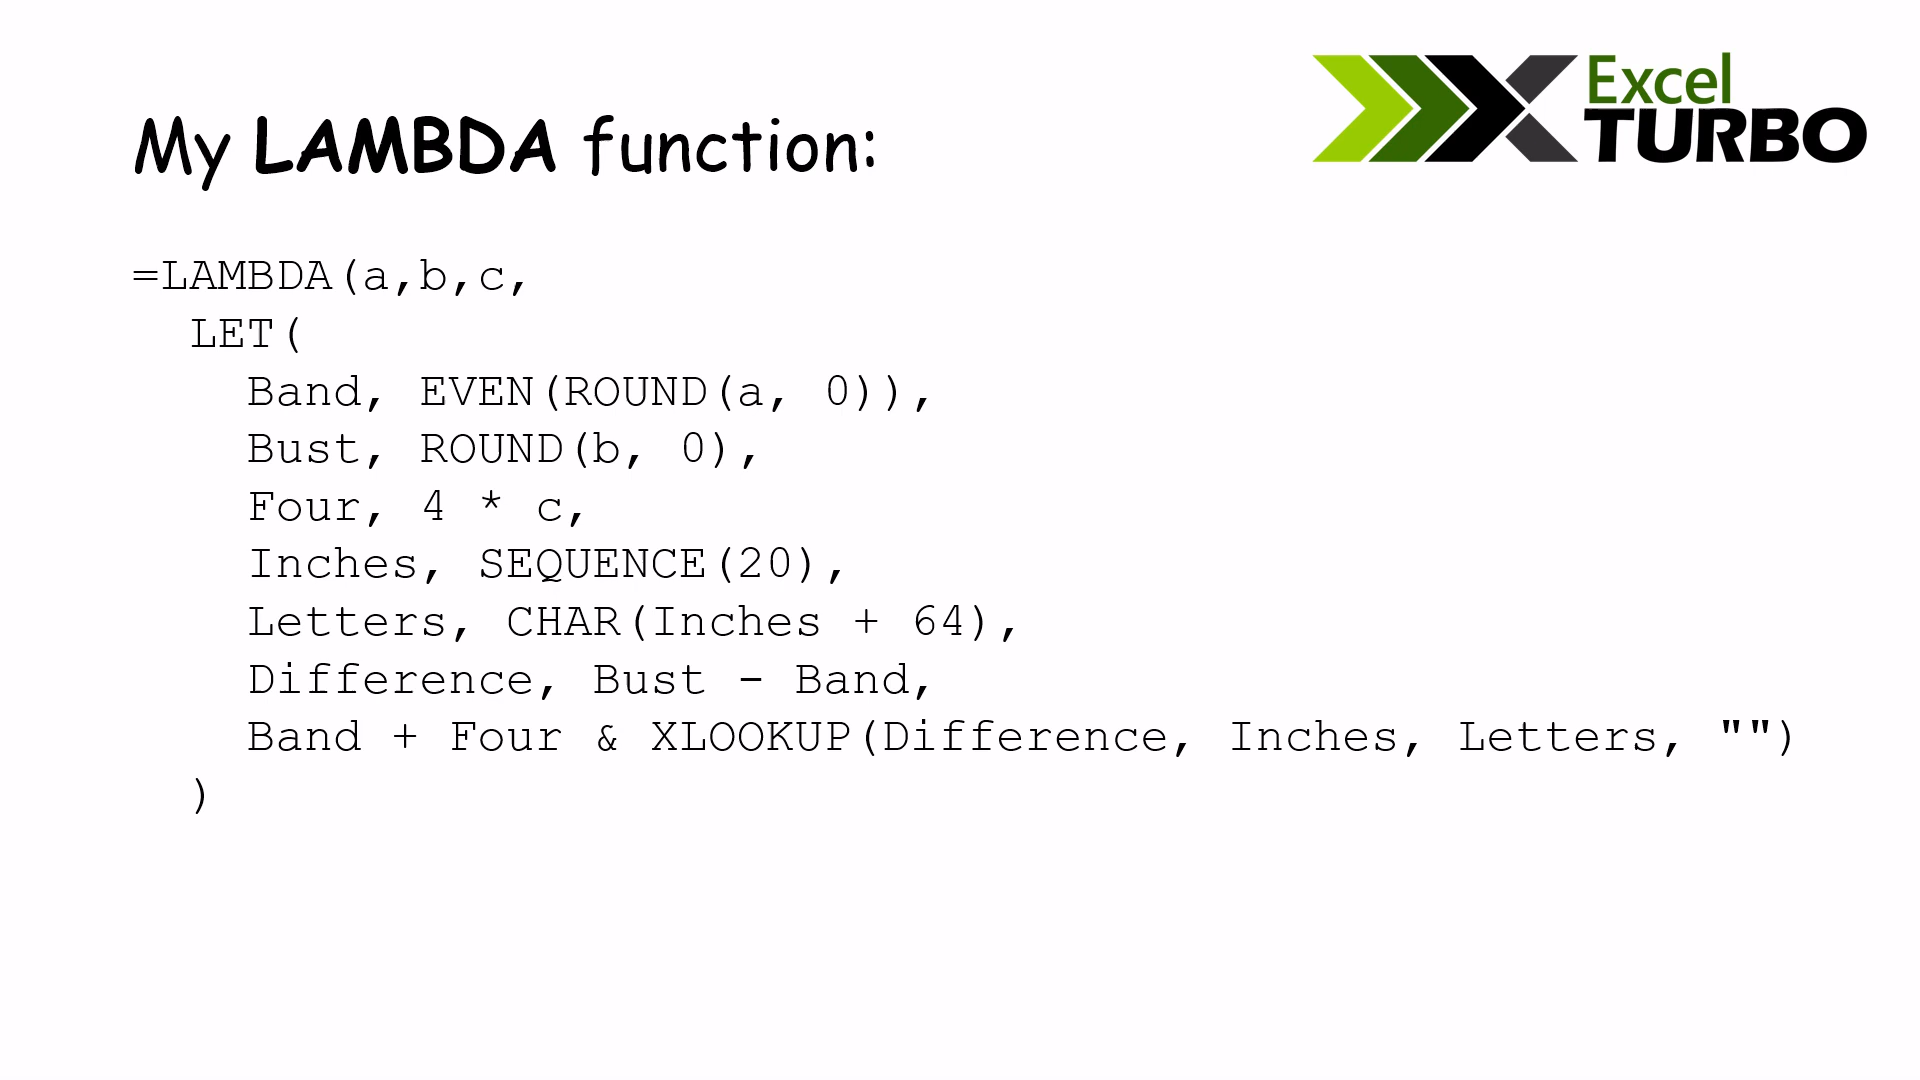 My LAMBDA function:
Excel
TURBO
=LAMBDA(a,b,c,
LET(
Band, EVEN(ROUND(a, 0)),
Bust, ROUND(b, 0),
Four, 4 * c,
Inches, SEQUENCE(20),
Letters, CHAR(Inches + 64),
Difference, Bust - Band,
Band + Four & XLOOKUP(Difference, Inches, Letters, "")
)